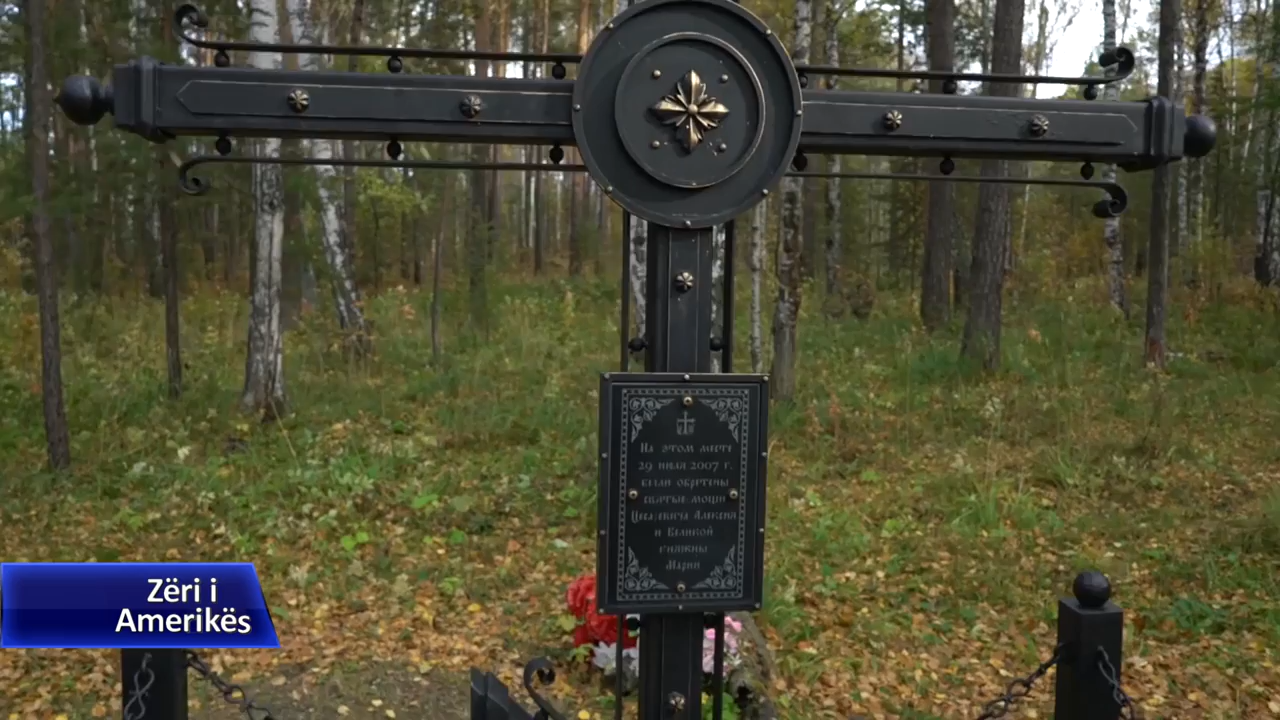 На этом месте
29 июля 2007 г.
были обретены
святые мощи
Цесаревича Алексия
и Великой
княжны
Марии
Zëri i
Amerikës